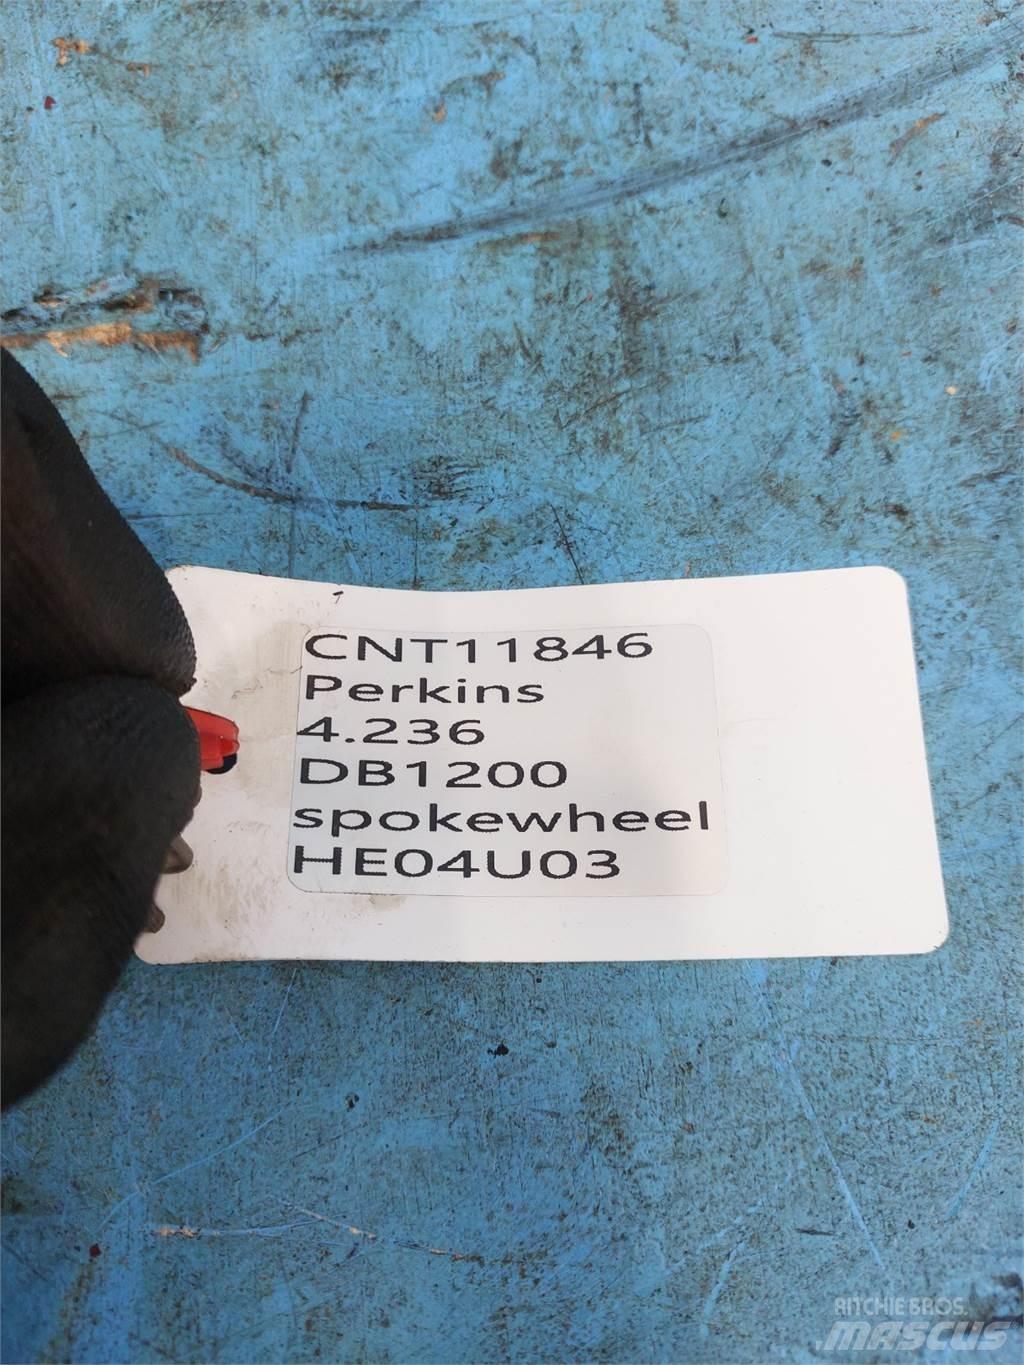 CNT11846
Perkins
4.236
DB1200
spokewheel
HE04U03
RITCHIE BROS.
MASCUS